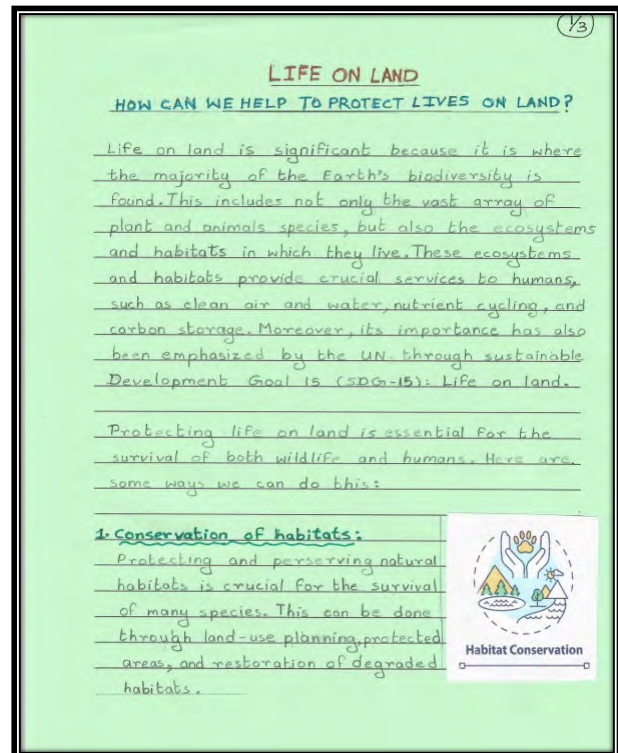 1/3
LIFE ON LAND
HOW CAN WE HELP TO PROTECT LIVES ON LAND?
Life on land is significant because it is where
the majority of the Earth's biodiversity is
found. This includes not only the vast array of
plant and animals species, but also the ecosystems
and habitats in which they live. These ecosystems
and habitats provide crucial services to humans,
such as clean air and water, nutrient cycling, and
carbon storage. Moreover, its importance has also
been emphasized by the UN through sustainable
Development Goal 15 (SDG-15): Life on land.
Protecting life on land is essential for the
survival of both wildlife and humans. Here are
some ways we can do this:
1. Conservation of habitats:
Protecting and perserving natural
habitats is crucial for the survival
of many species. This can be done
through land-use planning, protected
areas, and restoration of degraded
habitats.
Habitat Conservation